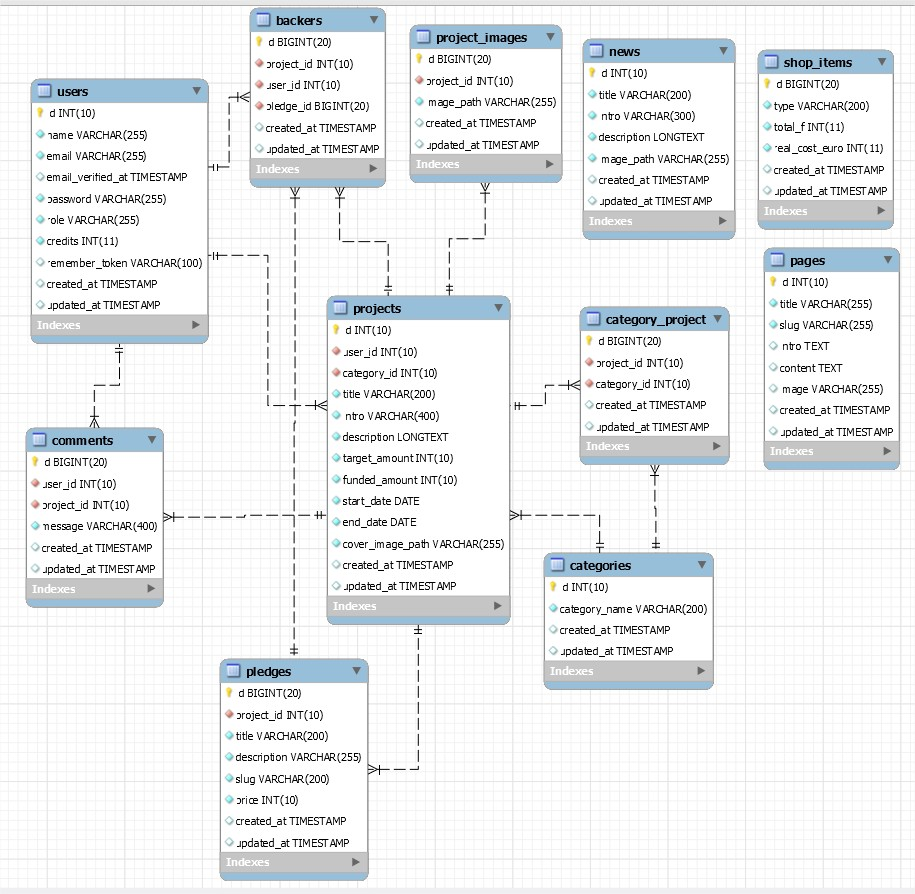 backers
d BIGINT(20)
project_id INT(10)
user_id INT(10)
pledge_id BIGINT(20)
created_at TIMESTAMP
updated_at TIMESTAMP
Indexes
project_images
d BIGINT(20)
project_id INT(10)
mage_path VARCHAR(255)
created_at TIMESTAMP
updated_at TIMESTAMP
Indexes
news
d INT(10)
title VARCHAR(200)
ntro VARCHAR(300)
description LONGTEXT
mage_path VARCHAR(255)
created_at TIMESTAMP
updated_at TIMESTAMP
Indexes
shop_items
d BIGINT(20)
type VARCHAR(200)
total_f INT(11)
real_cost_euro INT(11)
created_at TIMESTAMP
updated_at TIMESTAMP
Indexes
users
d INT(10)
name VARCHAR(255)
email VARCHAR(255)
email_verified_at TIMESTAMP
password VARCHAR(255)
role VARCHAR(255)
credits INT(11)
remember_token VARCHAR(100)
created_at TIMESTAMP
updated_at TIMESTAMP
Indexes
pages
d INT(10)
title VARCHAR(255)
slug VARCHAR(255)
ntro TEXT
content TEXT
mage VARCHAR(255)
created_at TIMESTAMP
updated_at TIMESTAMP
Indexes
projects
d INT(10)
user_id INT(10)
category_id INT(10)
title VARCHAR(200)
ntro VARCHAR(400)
description LONGTEXT
target_amount INT(10)
funded_amount INT(10)
start_date DATE
end_date DATE
cover_image_path VARCHAR(255)
created_at TIMESTAMP
updated_at TIMESTAMP
Indexes
category_project
d BIGINT(20)
project_id INT(10)
category_id INT(10)
created_at TIMESTAMP
updated_at TIMESTAMP
Indexes
comments
d BIGINT(20)
user_id INT(10)
project_id INT(10)
message VARCHAR(400)
created_at TIMESTAMP
updated_at TIMESTAMP
Indexes
categories
d INT(10)
category_name VARCHAR(200)
created_at TIMESTAMP
updated_at TIMESTAMP
Indexes
pledges
d BIGINT(20)
project_id INT(10)
title VARCHAR(200)
description VARCHAR(255)
slug VARCHAR(200)
price INT(10)
created_at TIMESTAMP
updated_at TIMESTAMP
Indexes